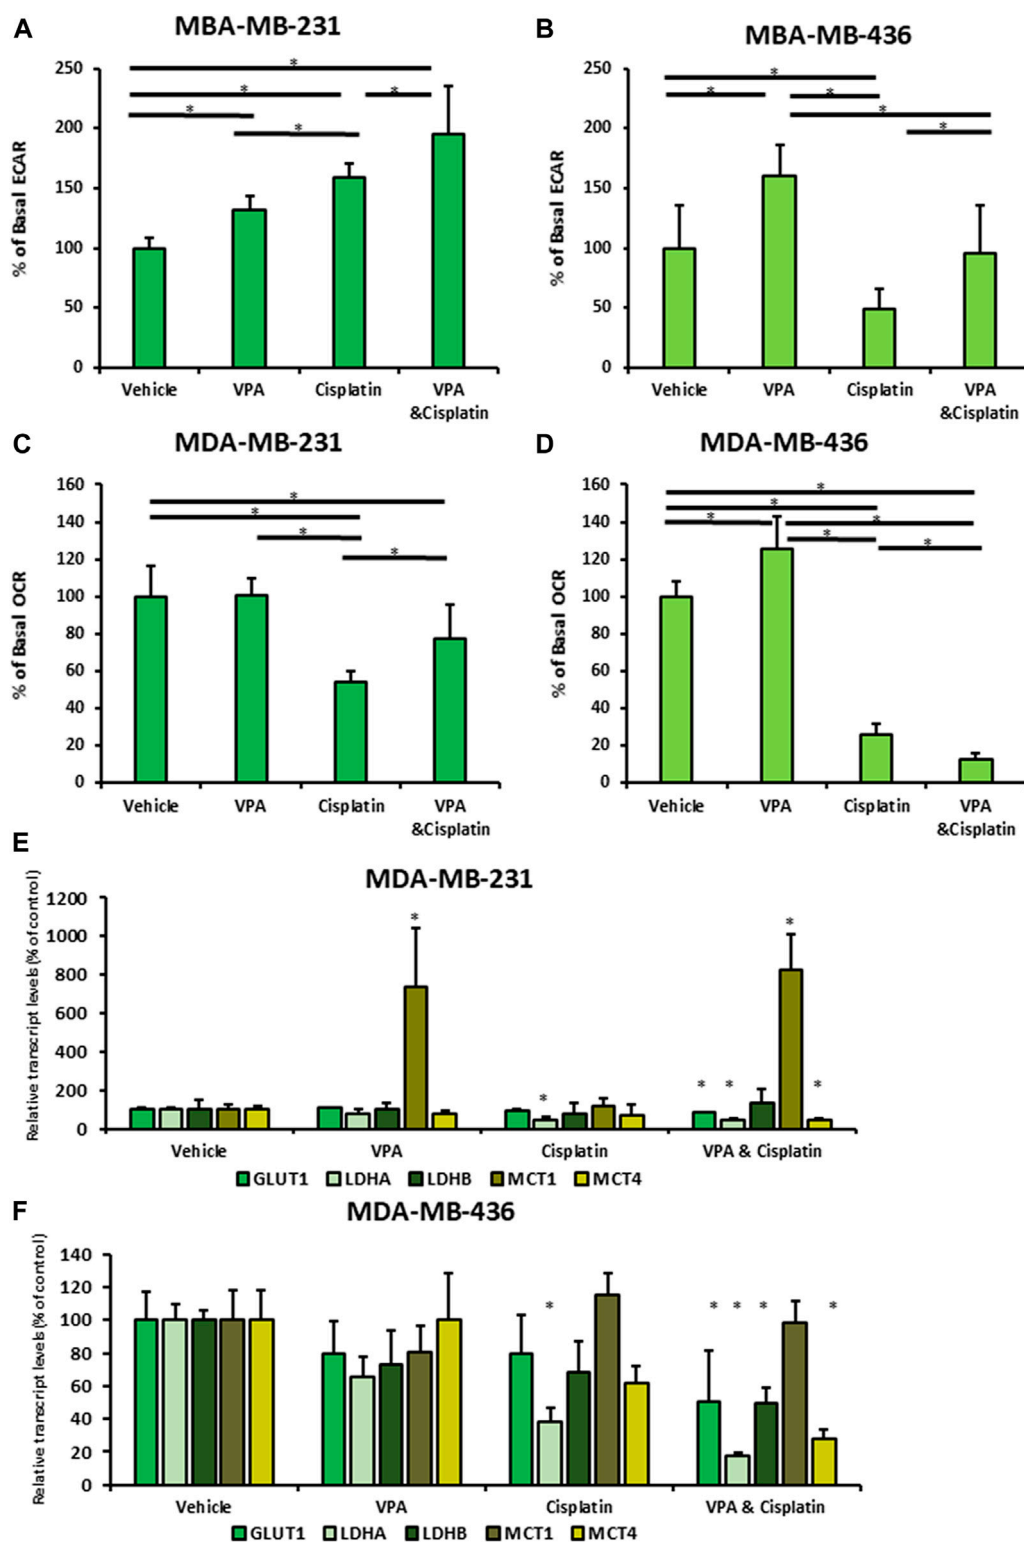 A
MBA-MB-231
% of Basal ECAR
250
200
150
100
50
0
* * * * *
Vehicle VPA Cisplatin VPA
&Cisplatin
B
MBA-MB-436
% of Basal ECAR
250
200
150
100
50
0
* * * * *
Vehicle VPA Cisplatin VPA
&Cisplatin
C
MDA-MB-231
% of Basal OCR
160
140
120
100
80
60
40
20
0
* * * *
Vehicle VPA Cisplatin VPA
&Cisplatin
D
MDA-MB-436
% of Basal OCR
160
140
120
100
80
60
40
20
0
* * * * * *
Vehicle VPA Cisplatin VPA
&Cisplatin
E
MDA-MB-231
Relative transcript levels (% of control)
1200
1000
800
600
400
200
0
* * * * * *
Vehicle VPA Cisplatin VPA & Cisplatin
GLUT1 LDHA LDHB MCT1 MCT4
F
MDA-MB-436
Relative transcript levels (% of control)
140
120
100
80
60
40
20
0
* * * * *
Vehicle VPA Cisplatin VPA & Cisplatin
GLUT1 LDHA LDHB MCT1 MCT4